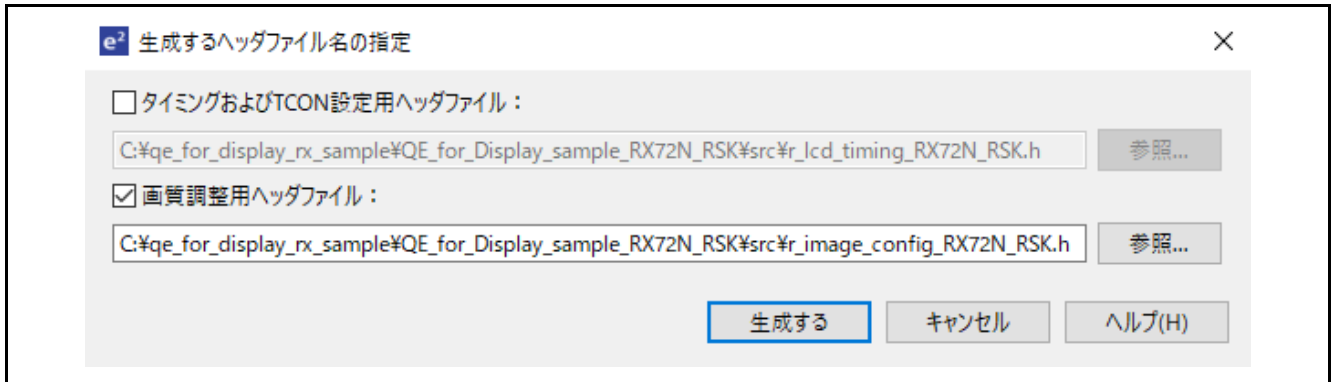 e² 生成するヘッダファイル名の指定
タイミングおよびTCON設定用ヘッダファイル：
C:¥qe_for_display_rx_sample¥QE_for_Display_sample_RX72N_RSK¥src¥r_lcd_timing_RX72N_RSK.h 参照...
画質調整用ヘッダファイル：
C:¥qe_for_display_rx_sample¥QE_for_Display_sample_RX72N_RSK¥src¥r_image_config_RX72N_RSK.h 参照...
生成する キャンセル ヘルプ(H)